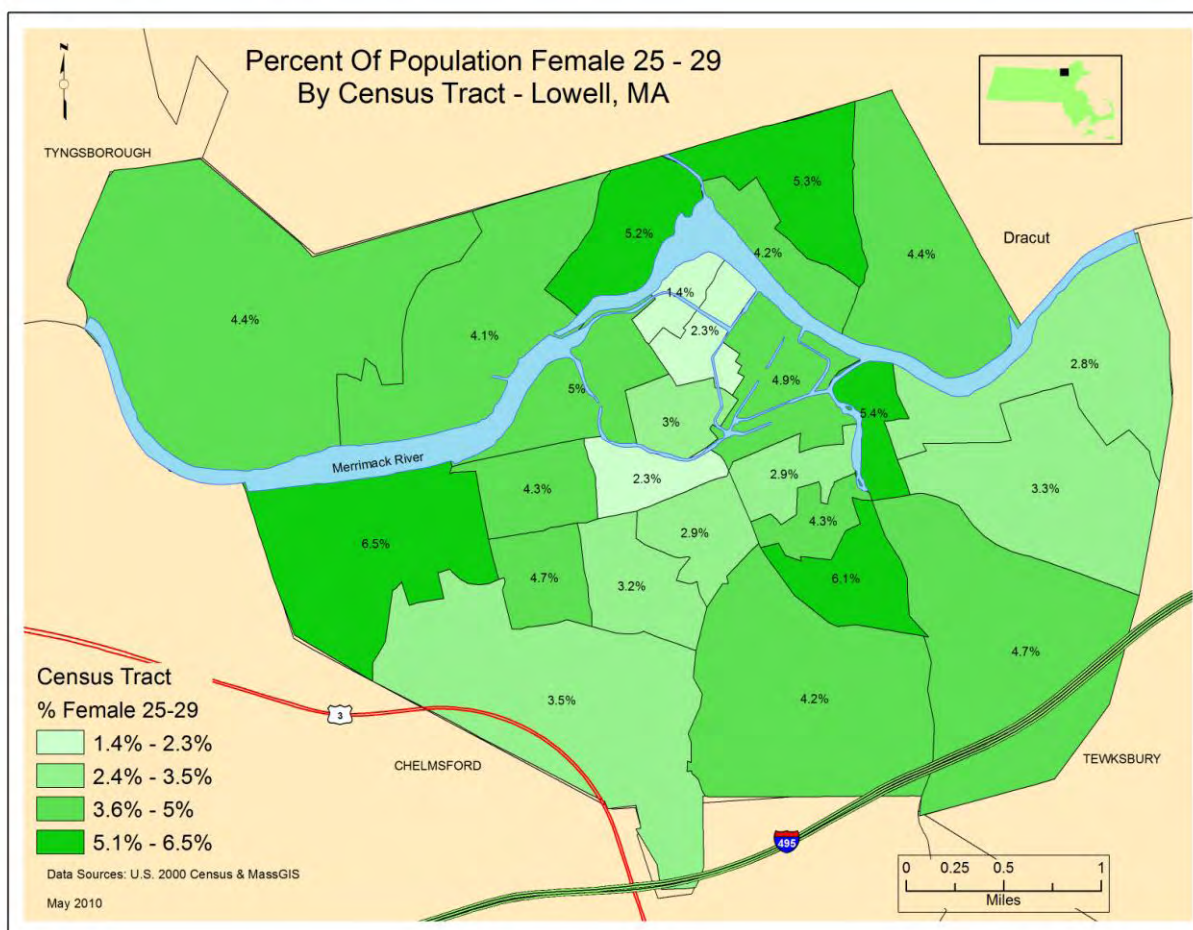 N
Percent Of Population Female 25 - 29
By Census Tract - Lowell, MA
TYNGSBOROUGH
5.3%
5.2%
4.2%
4.4%
Dracut
1.4%
4.4%
4.1%
2.3%
2.8%
5%
4.9%
5.4%
3%
Merrimack River
2.9%
4.3%
2.3%
3.3%
4.3%
2.9%
6.5%
4.7%
3.2%
6.1%
4.7%
3.5%
4.2%
3
CHELMSFORD
TEWKSBURY
495
Census Tract
% Female 25-29
1.4% - 2.3%
2.4% - 3.5%
3.6% - 5%
5.1% - 6.5%
Data Sources: U.S. 2000 Census & MassGIS
May 2010
0 0.25 0.5 1
Miles